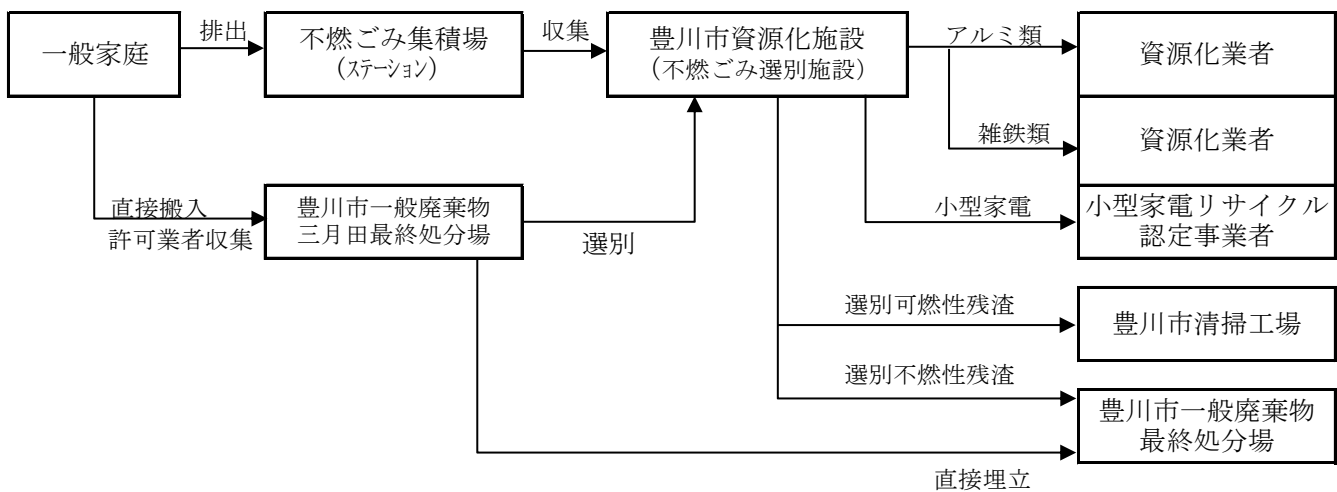 一般家庭
排出
不燃ごみ集積場
(ｽﾃｰｼｮﾝ)
収集
豊川市資源化施設
(不燃ごみ選別施設)
アルミ類
資源化業者
雑鉄類
資源化業者
直接搬入
許可業者収集
豊川市一般廃棄物
三月田最終処分場
選別
小型家電
小型家電リサイクル
認定事業者
選別可燃性残渣
豊川市清掃工場
選別不燃性残渣
豊川市一般廃棄物
最終処分場
直接埋立